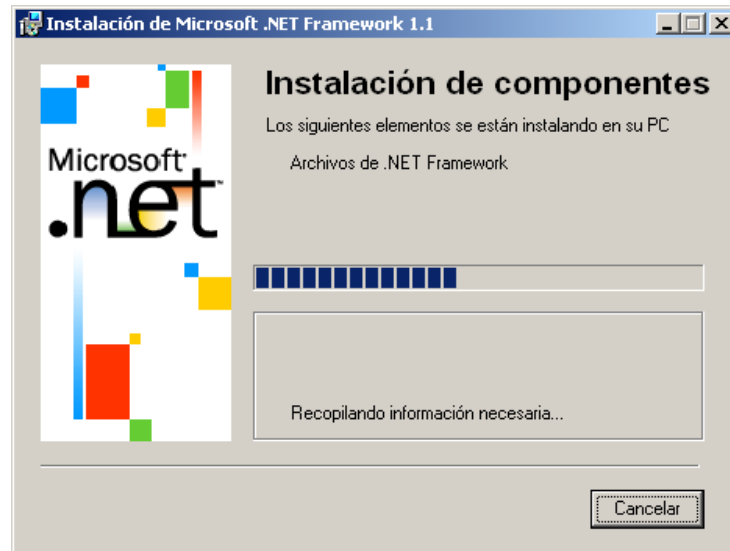 Instalación de Microsoft .NET Framework 1.1
Instalación de componentes
Los siguientes elementos se están instalando en su PC
Archivos de .NET Framework
Microsoft
.net
Recopilando información necesaria...
Cancelar